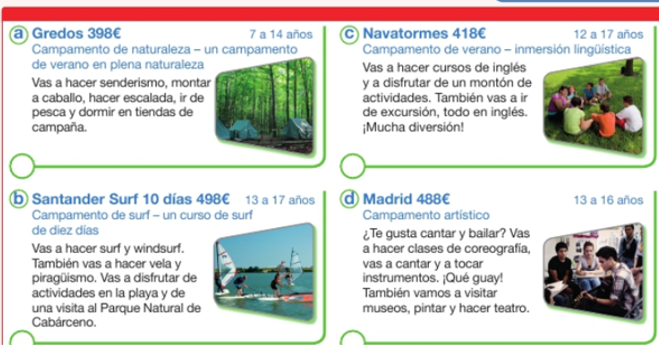 a Gredos 398€ 7 a 14 años
Campamento de naturaleza – un campamento
de verano en plena naturaleza
Vas a hacer senderismo, montar
a caballo, hacer escalada, ir de
pesca y dormir en tiendas de
campaña.
b Santander Surf 10 días 498€ 13 a 17 años
Campamento de surf – un curso de surf
de diez días
Vas a hacer surf y windsurf.
También vas a hacer vela y
piragüismo. Vas a disfrutar de
actividades en la playa y de
una visita al Parque Natural de
Cabárceno.
c Navatormes 418€ 12 a 17 años
Campamento de verano – inmersión lingüística
Vas a hacer cursos de inglés
y a disfrutar de un montón de
actividades. También vas a ir
de excursión, todo en inglés.
¡Mucha diversión!
d Madrid 488€ 13 a 16 años
Campamento artístico
¿Te gusta cantar y bailar? Vas
a hacer clases de coreografía,
vas a cantar y a tocar
instrumentos. ¡Qué guay!
También vamos a visitar
museos, pintar y hacer teatro.